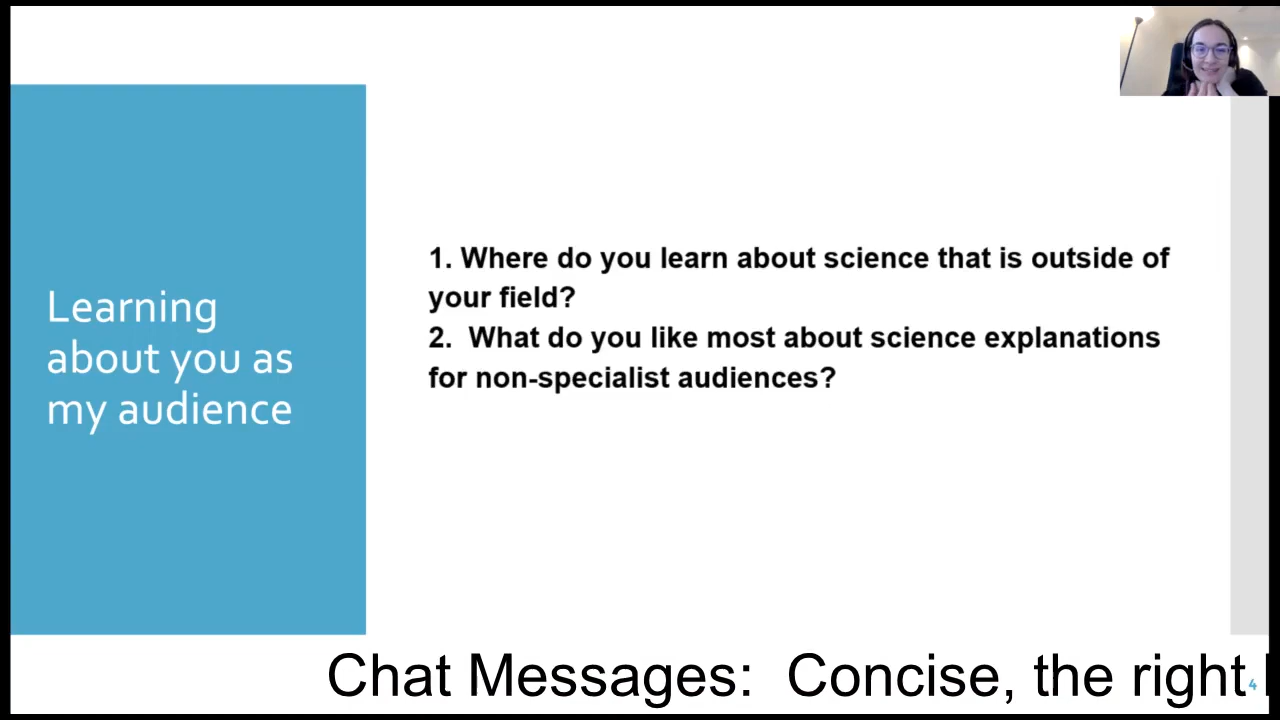 Learning
about you as
my audience
1. Where do you learn about science that is outside of
your field?
2. What do you like most about science explanations
for non-specialist audiences?
Chat Messages: Concise, the right
4